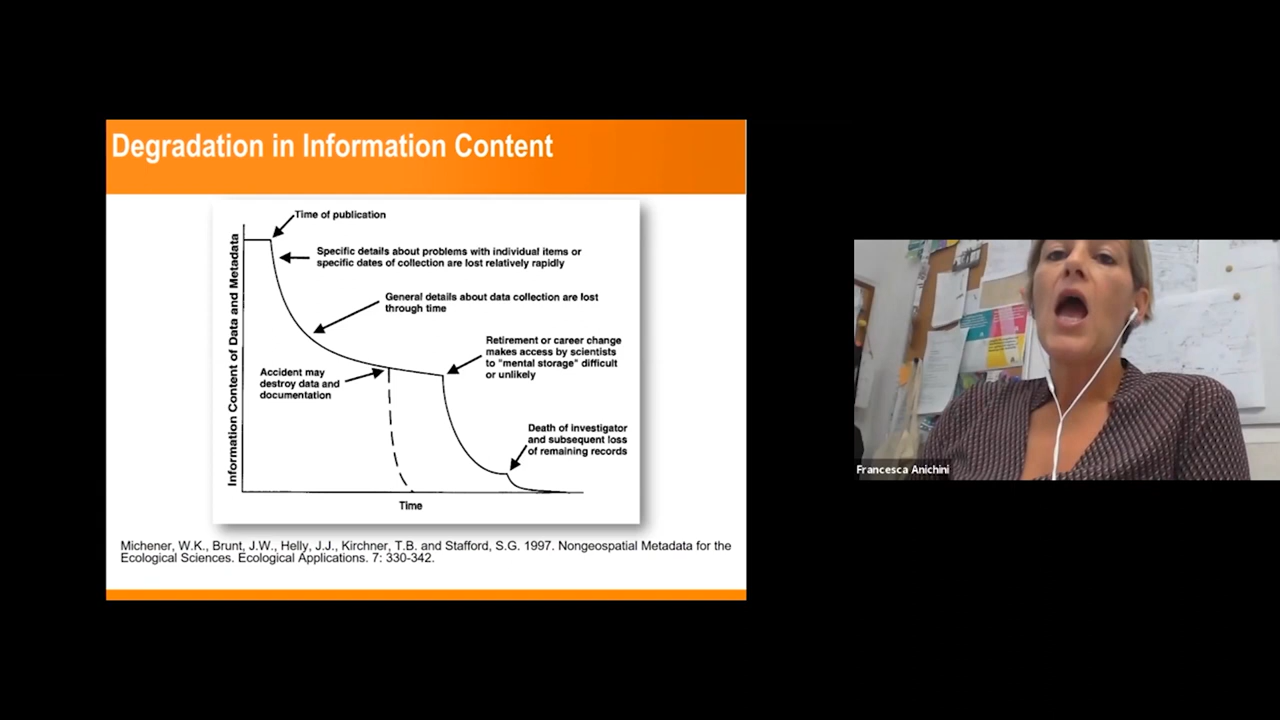 Degradation in Information Content
Time of publication
Specific details about problems with individual items or
specific dates of collection are lost relatively rapidly
General details about data collection are lost
through time
Retirement or career change
makes access by scientists
to "mental storage" difficult
or unlikely
Accident may
destroy data and
documentation
Death of investigator
and subsequent loss
of remaining records
Information Content of Data and Metadata
Time
Michener, W.K., Brunt, J.W., Helly, J.J., Kirchner, T.B. and Stafford, S.G. 1997. Nongeospatial Metadata for the
Ecological Sciences. Ecological Applications. 7: 330-342.
Francesca Anichini